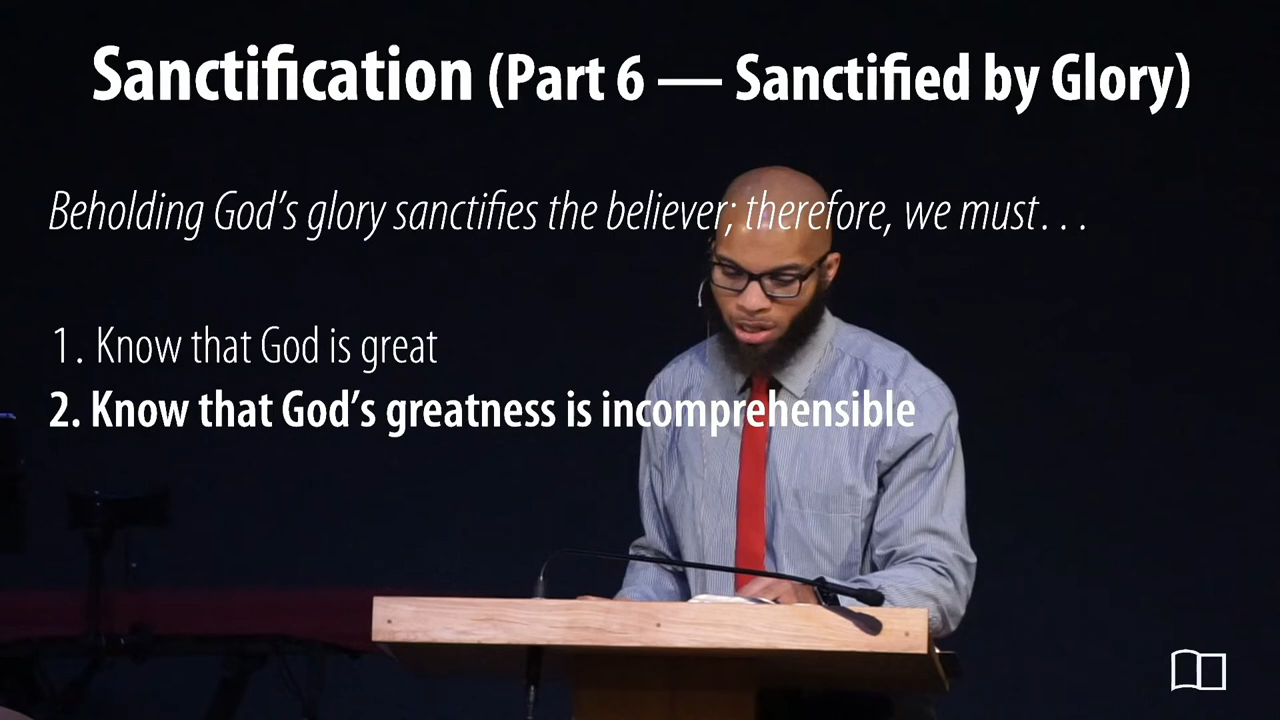 Sanctification (Part 6 — Sanctified by Glory)
Beholding God’s glory sanctifies the believer; therefore, we must. . .
1. Know that God is great
2. Know that God’s greatness is incomprehensible